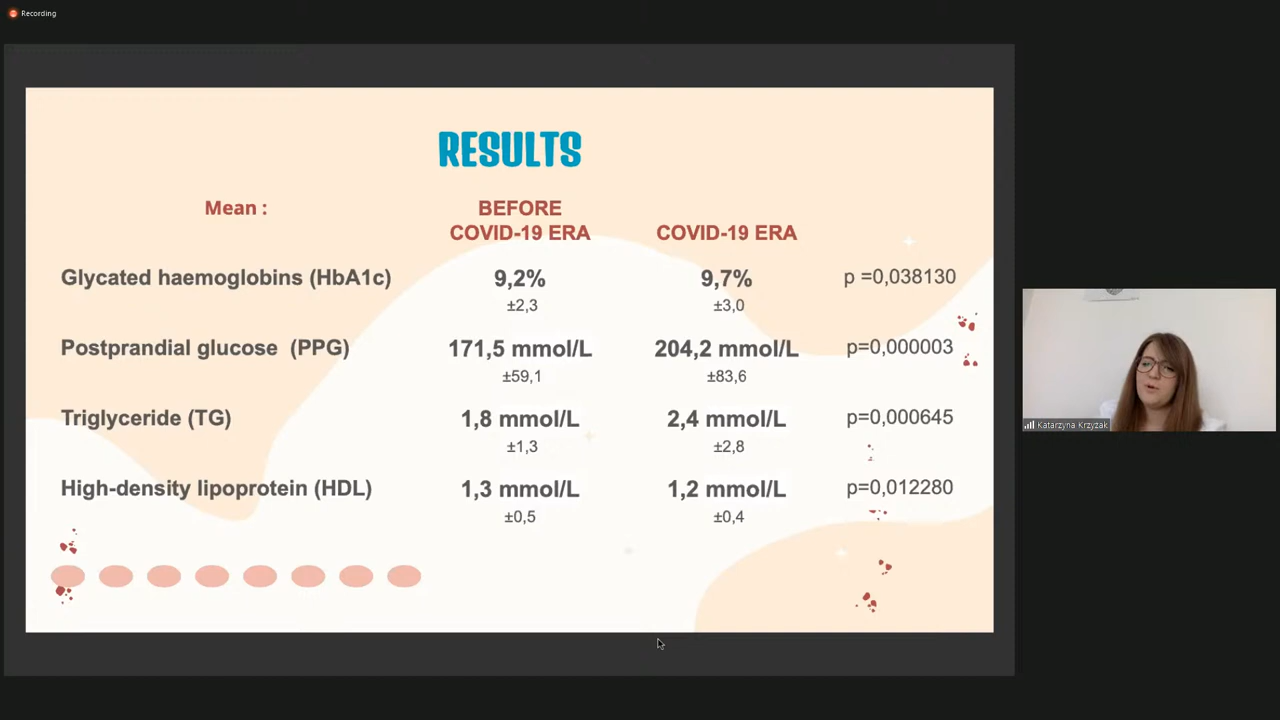 Recording
RESULTS
Mean :
BEFORE
COVID-19 ERA
COVID-19 ERA
Glycated haemoglobins (HbA1c)
9,2%
±2,3
9,7%
±3,0
p =0,038130
Postprandial glucose (PPG)
171,5 mmol/L
±59,1
204,2 mmol/L
±83,6
p=0,000003
Triglyceride (TG)
1,8 mmol/L
±1,3
2,4 mmol/L
±2,8
p=0,000645
High-density lipoprotein (HDL)
1,3 mmol/L
±0,5
1,2 mmol/L
±0,4
p=0,012280
Katarzyna Krzyżak